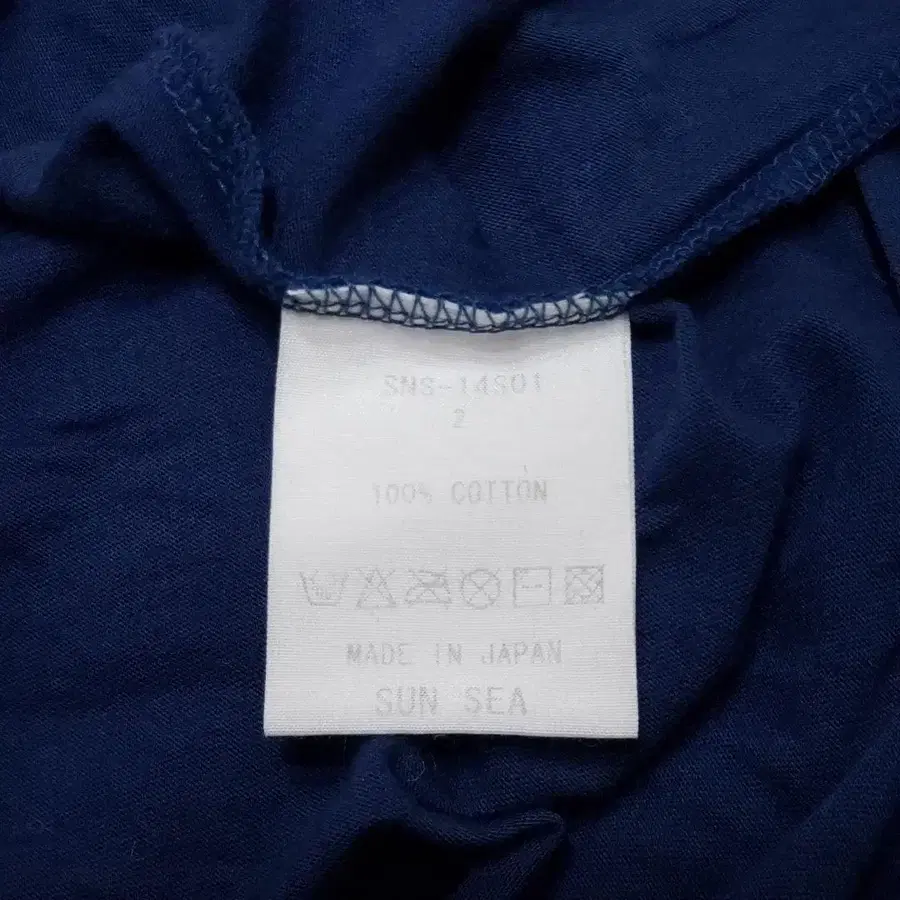 SNS-14S01
2
100% COTTON
MADE IN JAPAN
SUN SEA